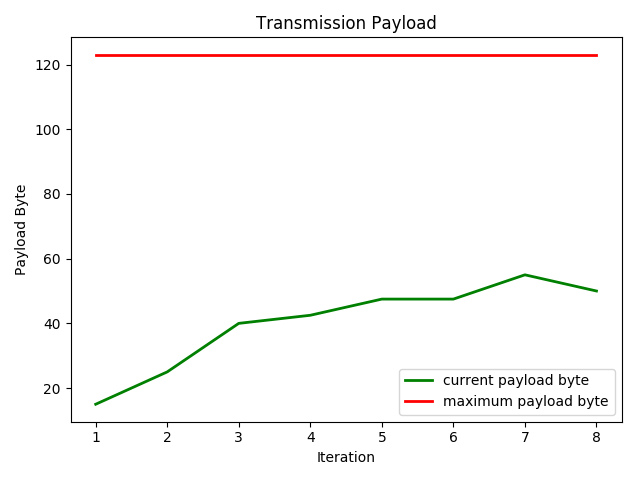 Transmission Payload
Payload Byte
120
100
80
60
40
20
1 2 3 4 5 6 7 8
Iteration
current payload byte
maximum payload byte